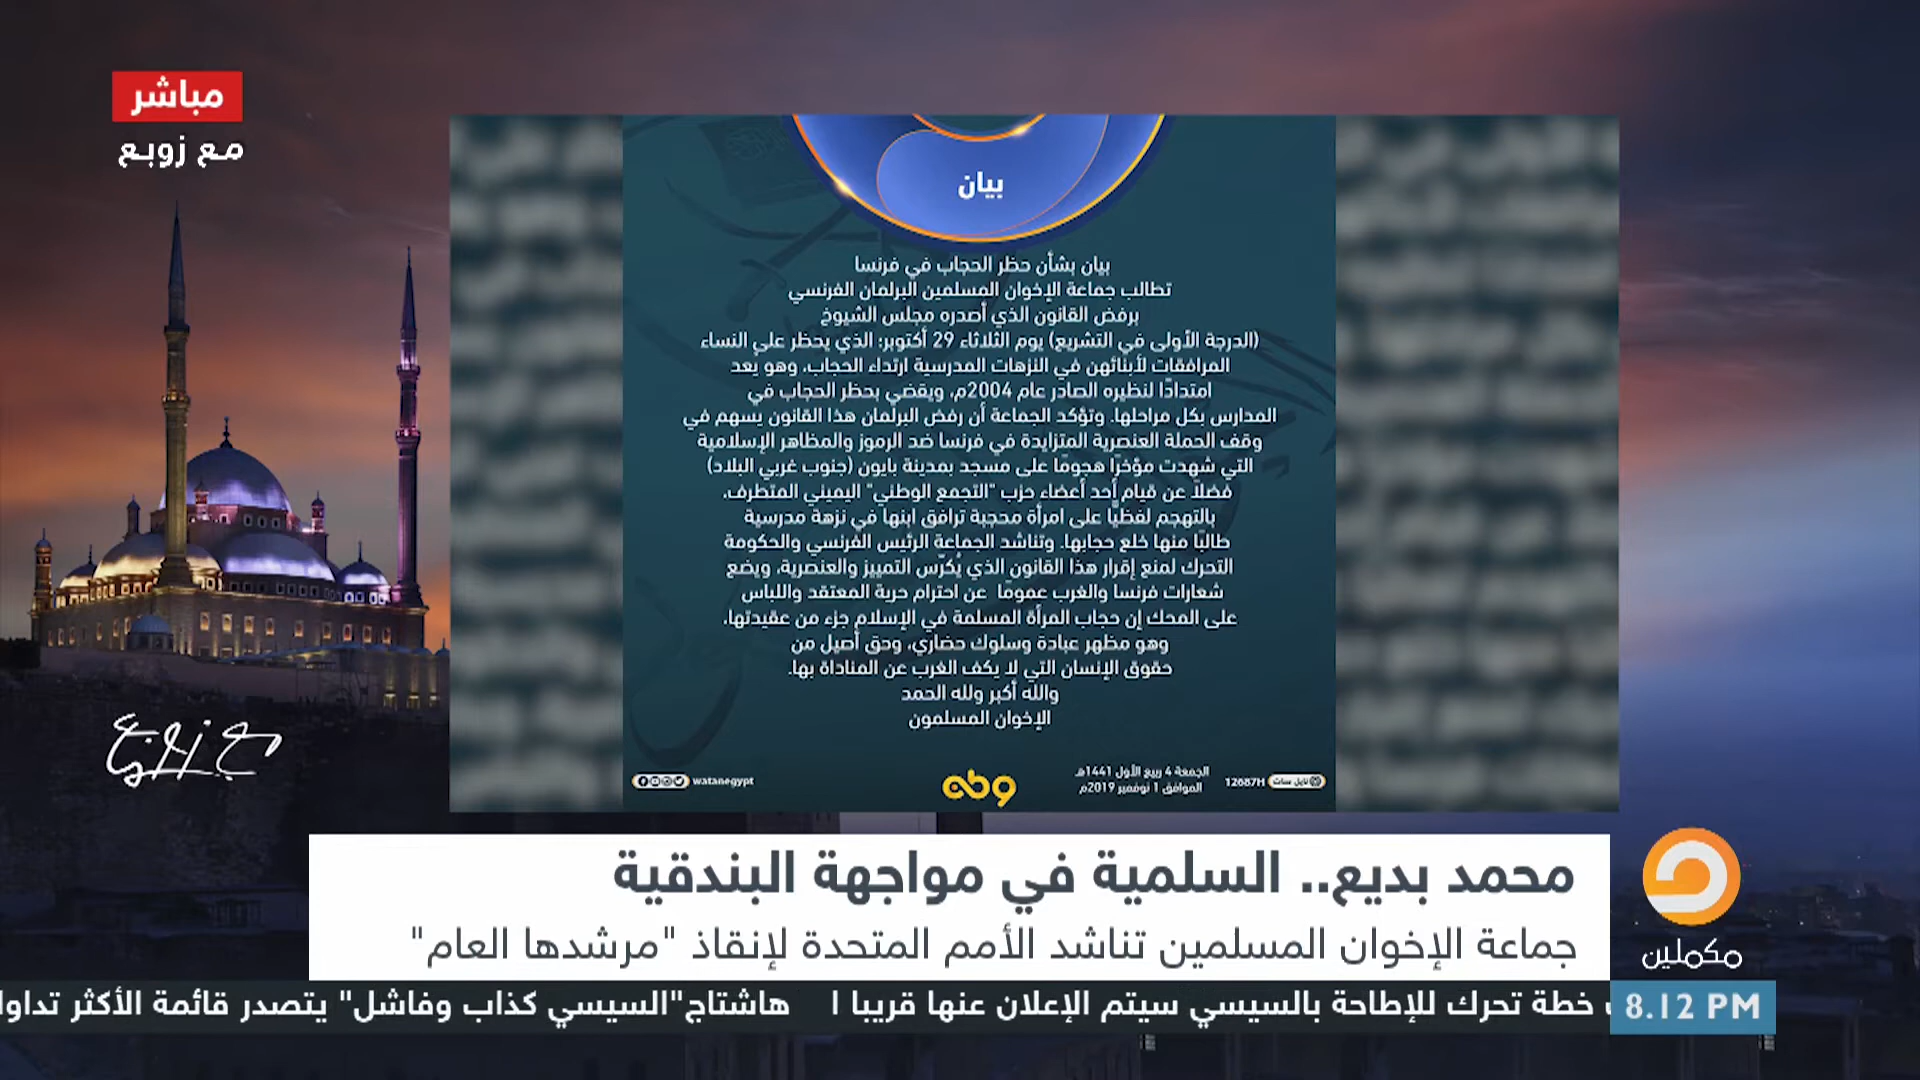 مباشر
مع زوبع
بيان
بيان بشأن حظر الحجاب في فرنسا
تطالب جماعة الإخوان المسلمين البرلمان الفرنسي
برفض القانون الذي أصدره مجلس الشيوخ
(الدرجة الأولى في التشريع) يوم الثلاثاء 29 أكتوبر؛ الذي يحظر على النساء
المرافقات لأبنائهن في النزهات المدرسية ارتداء الحجاب، وهو يُعد
امتدادًا لنظيره الصادر عام 2004م، ويقضي بحظر الحجاب في
المدارس بكل مراحلها. وتؤكد الجماعة أن رفض البرلمان هذا القانون يسهم في
وقف الحملة العنصرية المتزايدة في فرنسا ضد الرموز والمظاهر الإسلامية
التي شهدت مؤخرًا هجومًا على مسجد بمدينة بايون (جنوب غربي البلاد)
فضلًا عن قيام أحد أعضاء حزب "التجمع الوطني" اليميني المتطرف،
بالتهجم لفظيًّا على امرأة محجبة ترافق ابنها في نزهة مدرسية
طالبًا منها خلع حجابها. وتناشد الجماعة الرئيس الفرنسي والحكومة
التحرك لمنع إقرار هذا القانون الذي يُكرّس التمييز والعنصرية، ويضع
شعارات فرنسا والغرب عمومًا عن احترام حرية المعتقد واللباس
على المحك إن حجاب المرأة المسلمة في الإسلام جزء من عقيدتها،
وهو مظهر عبادة وسلوك حضاري، وحق أصيل من
حقوق الإنسان التي لا يكف الغرب عن المناداة بها.
والله أكبر ولله الحمد
الإخوان المسلمون
نايل سات 12687H
الجمعة 4 ربيع الأول 1441هـ
الموافق 1 نوفمبر 2019م
وطن
watanegypt
مع زوبع
محمد بديع.. السلمية في مواجهة البندقية
جماعة الإخوان المسلمين تناشد الأمم المتحدة لإنقاذ "مرشدها العام"
مكملين
8.12 PM
خطة تحرك للإطاحة بالسيسي سيتم الإعلان عنها قريبا ا هاشتاج"السيسي كذاب وفاشل" يتصدر قائمة الأكثر تداولا